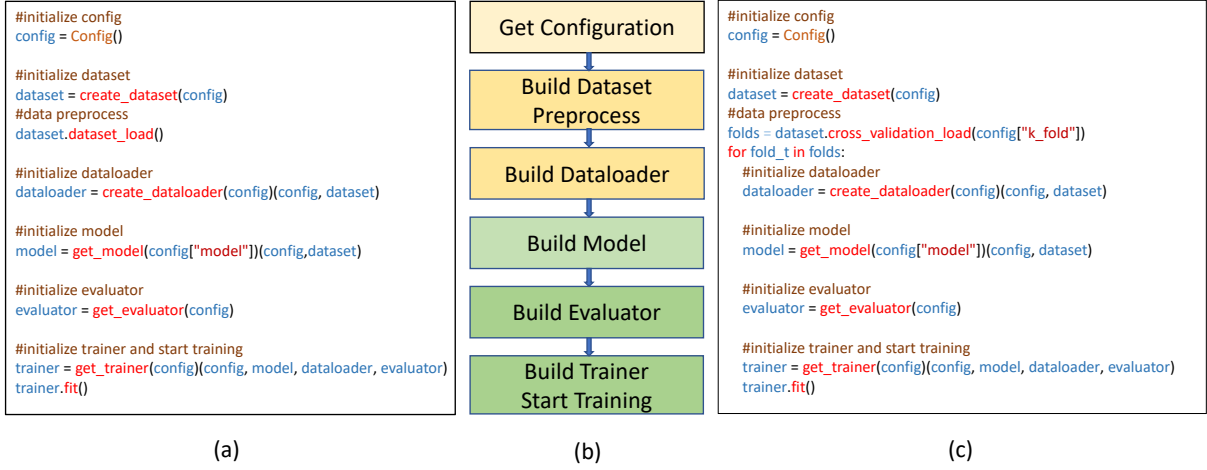 #initialize config
config = Config()
#initialize dataset
dataset = create_dataset(config)
#data preprocess
dataset.dataset_load()
#initialize dataloader
dataloader = create_dataloader(config)(config, dataset)
#initialize model
model = get_model(config["model"])(config,dataset)
#initialize evaluator
evaluator = get_evaluator(config)
#initialize trainer and start training
trainer = get_trainer(config)(config, model, dataloader, evaluator)
trainer.fit()
(a)
Get Configuration
Build Dataset
Preprocess
Build Dataloader
Build Model
Build Evaluator
Build Trainer
Start Training
(b)
#initialize config
config = Config()
#initialize dataset
dataset = create_dataset(config)
#data preprocess
folds = dataset.cross_validation_load(config["k_fold"])
for fold_t in folds:
#initialize dataloader
dataloader = create_dataloader(config)(config, dataset)
#initialize model
model = get_model(config["model"])(config, dataset)
#initialize evaluator
evaluator = get_evaluator(config)
#initialize trainer and start training
trainer = get_trainer(config)(config, model, dataloader, evaluator)
trainer.fit()
(c)